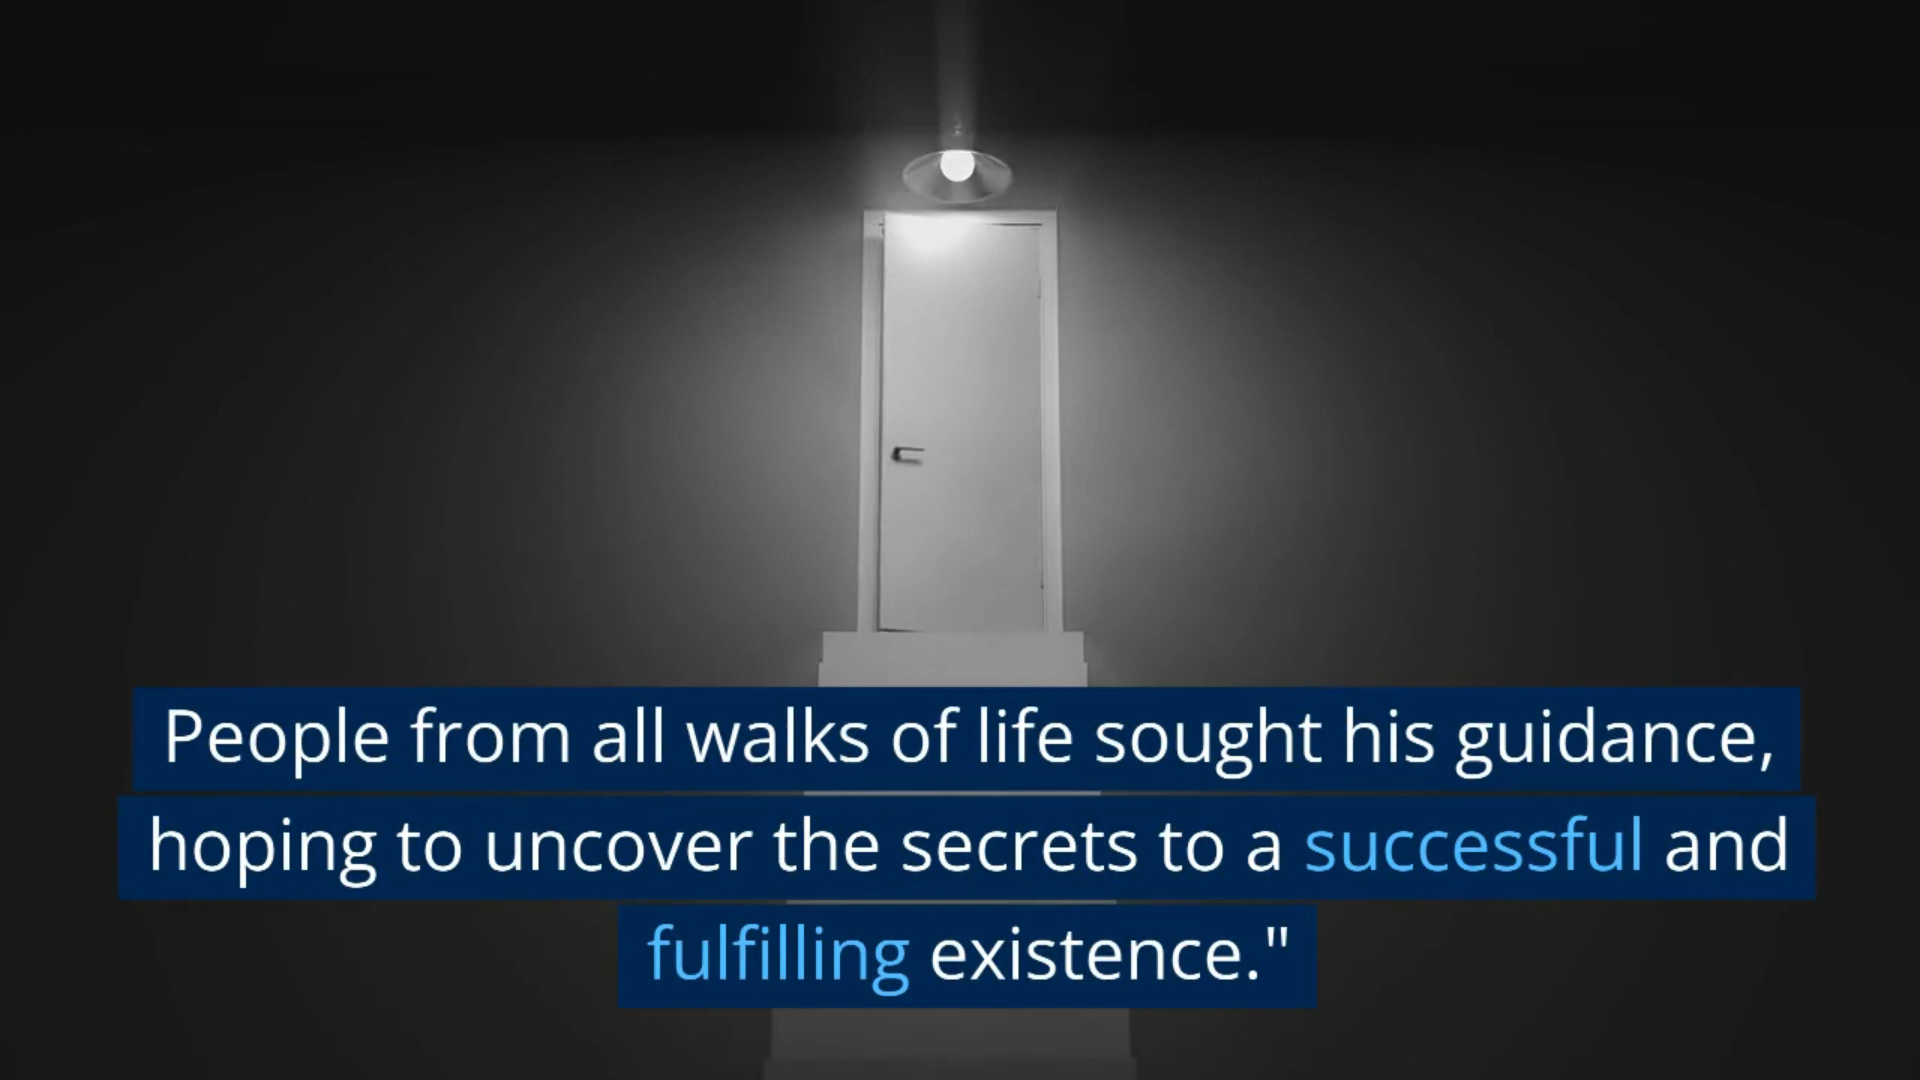 People from all walks of life sought his guidance,
hoping to uncover the secrets to a successful and
fulfilling existence."